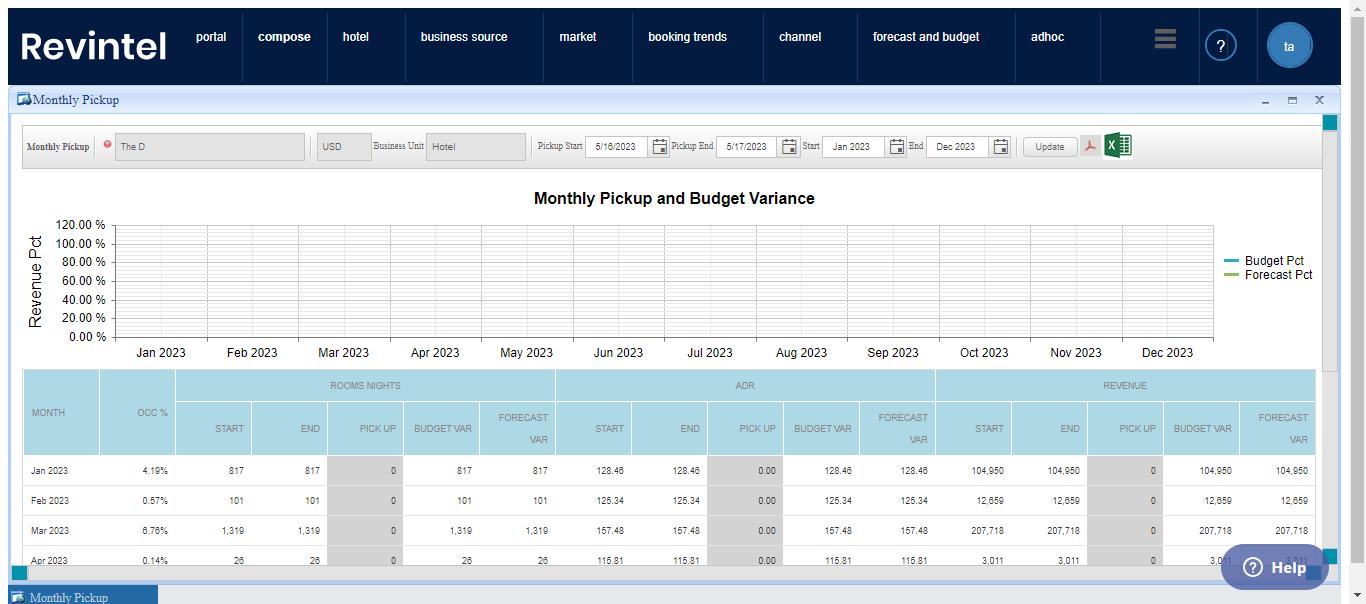 Revintel portal compose hotel business source market booking trends channel forecast and budget adhoc ? ta
Monthly Pickup
Monthly Pickup The D USD Business Unit Hotel Pickup Start 5/16/2023 Pickup End 5/17/2023 Start Jan 2023 End Dec 2023 Update
Monthly Pickup and Budget Variance
Revenue Pct
120.00 %
100.00 %
80.00 %
60.00 %
40.00 %
20.00 %
0.00 %
Budget Pct
Forecast Pct
Jan 2023 Feb 2023 Mar 2023 Apr 2023 May 2023 Jun 2023 Jul 2023 Aug 2023 Sep 2023 Oct 2023 Nov 2023 Dec 2023
ROOMS NIGHTS ADR REVENUE
MONTH OCC % START END PICK UP BUDGET VAR FORECAST VAR START END PICK UP BUDGET VAR FORECAST VAR START END PICK UP BUDGET VAR FORECAST VAR
Jan 2023 4.19% 817 817 0 817 817 128.46 128.46 0.00 128.46 128.46 104,950 104,950 0 104,950 104,950
Feb 2023 0.57% 101 101 0 101 101 125.34 125.34 0.00 125.34 125.34 12,659 12,659 0 12,659 12,659
Mar 2023 6.76% 1,319 1,319 0 1,319 1,319 157.48 157.48 0.00 157.48 157.48 207,718 207,718 0 207,718 207,718
Apr 2023 0.14% 26 26 0 26 26 115.81 115.81 0.00 115.81 115.81 3,011 3,011 0 3,011 3,011
? Help
Monthly Pickup